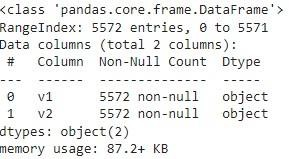 <class 'pandas.core.frame.DataFrame'>
RangeIndex: 5572 entries, 0 to 5571
Data columns (total 2 columns):
 #   Column  Non-Null Count  Dtype
---  ------  --------------  -----
 0   v1      5572 non-null   object
 1   v2      5572 non-null   object
dtypes: object(2)
memory usage: 87.2+ KB